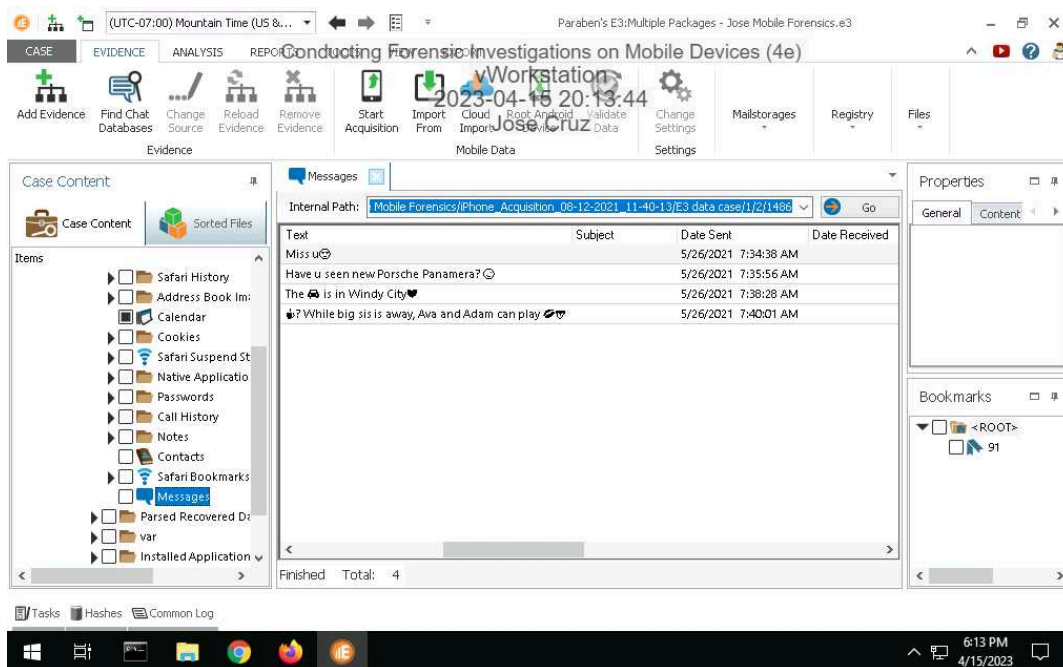 (UTC-07:00) Mountain Time (US &...
Paraben's E3:Multiple Packages - Jose Mobile Forensics.e3
CASE EVIDENCE ANALYSIS
Conducting Forensic Investigations on Mobile Devices (4e)
vWorkstation
2023-04-15 20:13:44
Jose Cruz
Add Evidence
Find Chat Databases
Change Source
Reload Evidence
Remove Evidence
Start Acquisition
Import From
Cloud Import
Root Android Device
Validate Data
Change Settings
Mailstorages
Registry
Files
Evidence
Mobile Data
Settings
Case Content
Case Content
Sorted Files
Items
Safari History
Address Book Im
Calendar
Cookies
Safari Suspend St
Native Applicatio
Passwords
Call History
Notes
Contacts
Safari Bookmarks
Messages
Parsed Recovered Da
var
Installed Application
Messages
Internal Path: Mobile Forensics/iPhone_Acquisition_08-12-2021_11-40-13/E3 data case/1/2/1486 Go
Text Subject Date Sent Date Received
Miss u😍 5/26/2021 7:34:38 AM
Have u seen new Porsche Panamera?☺ 5/26/2021 7:35:56 AM
The 🚗 is in Windy City♥ 5/26/2021 7:38:28 AM
? While big sis is away, Ava and Adam can play 5/26/2021 7:40:01 AM
Finished Total: 4
Properties
General Content
Bookmarks
<ROOT>
91
Tasks Hashes Common Log
6:13 PM
4/15/2023